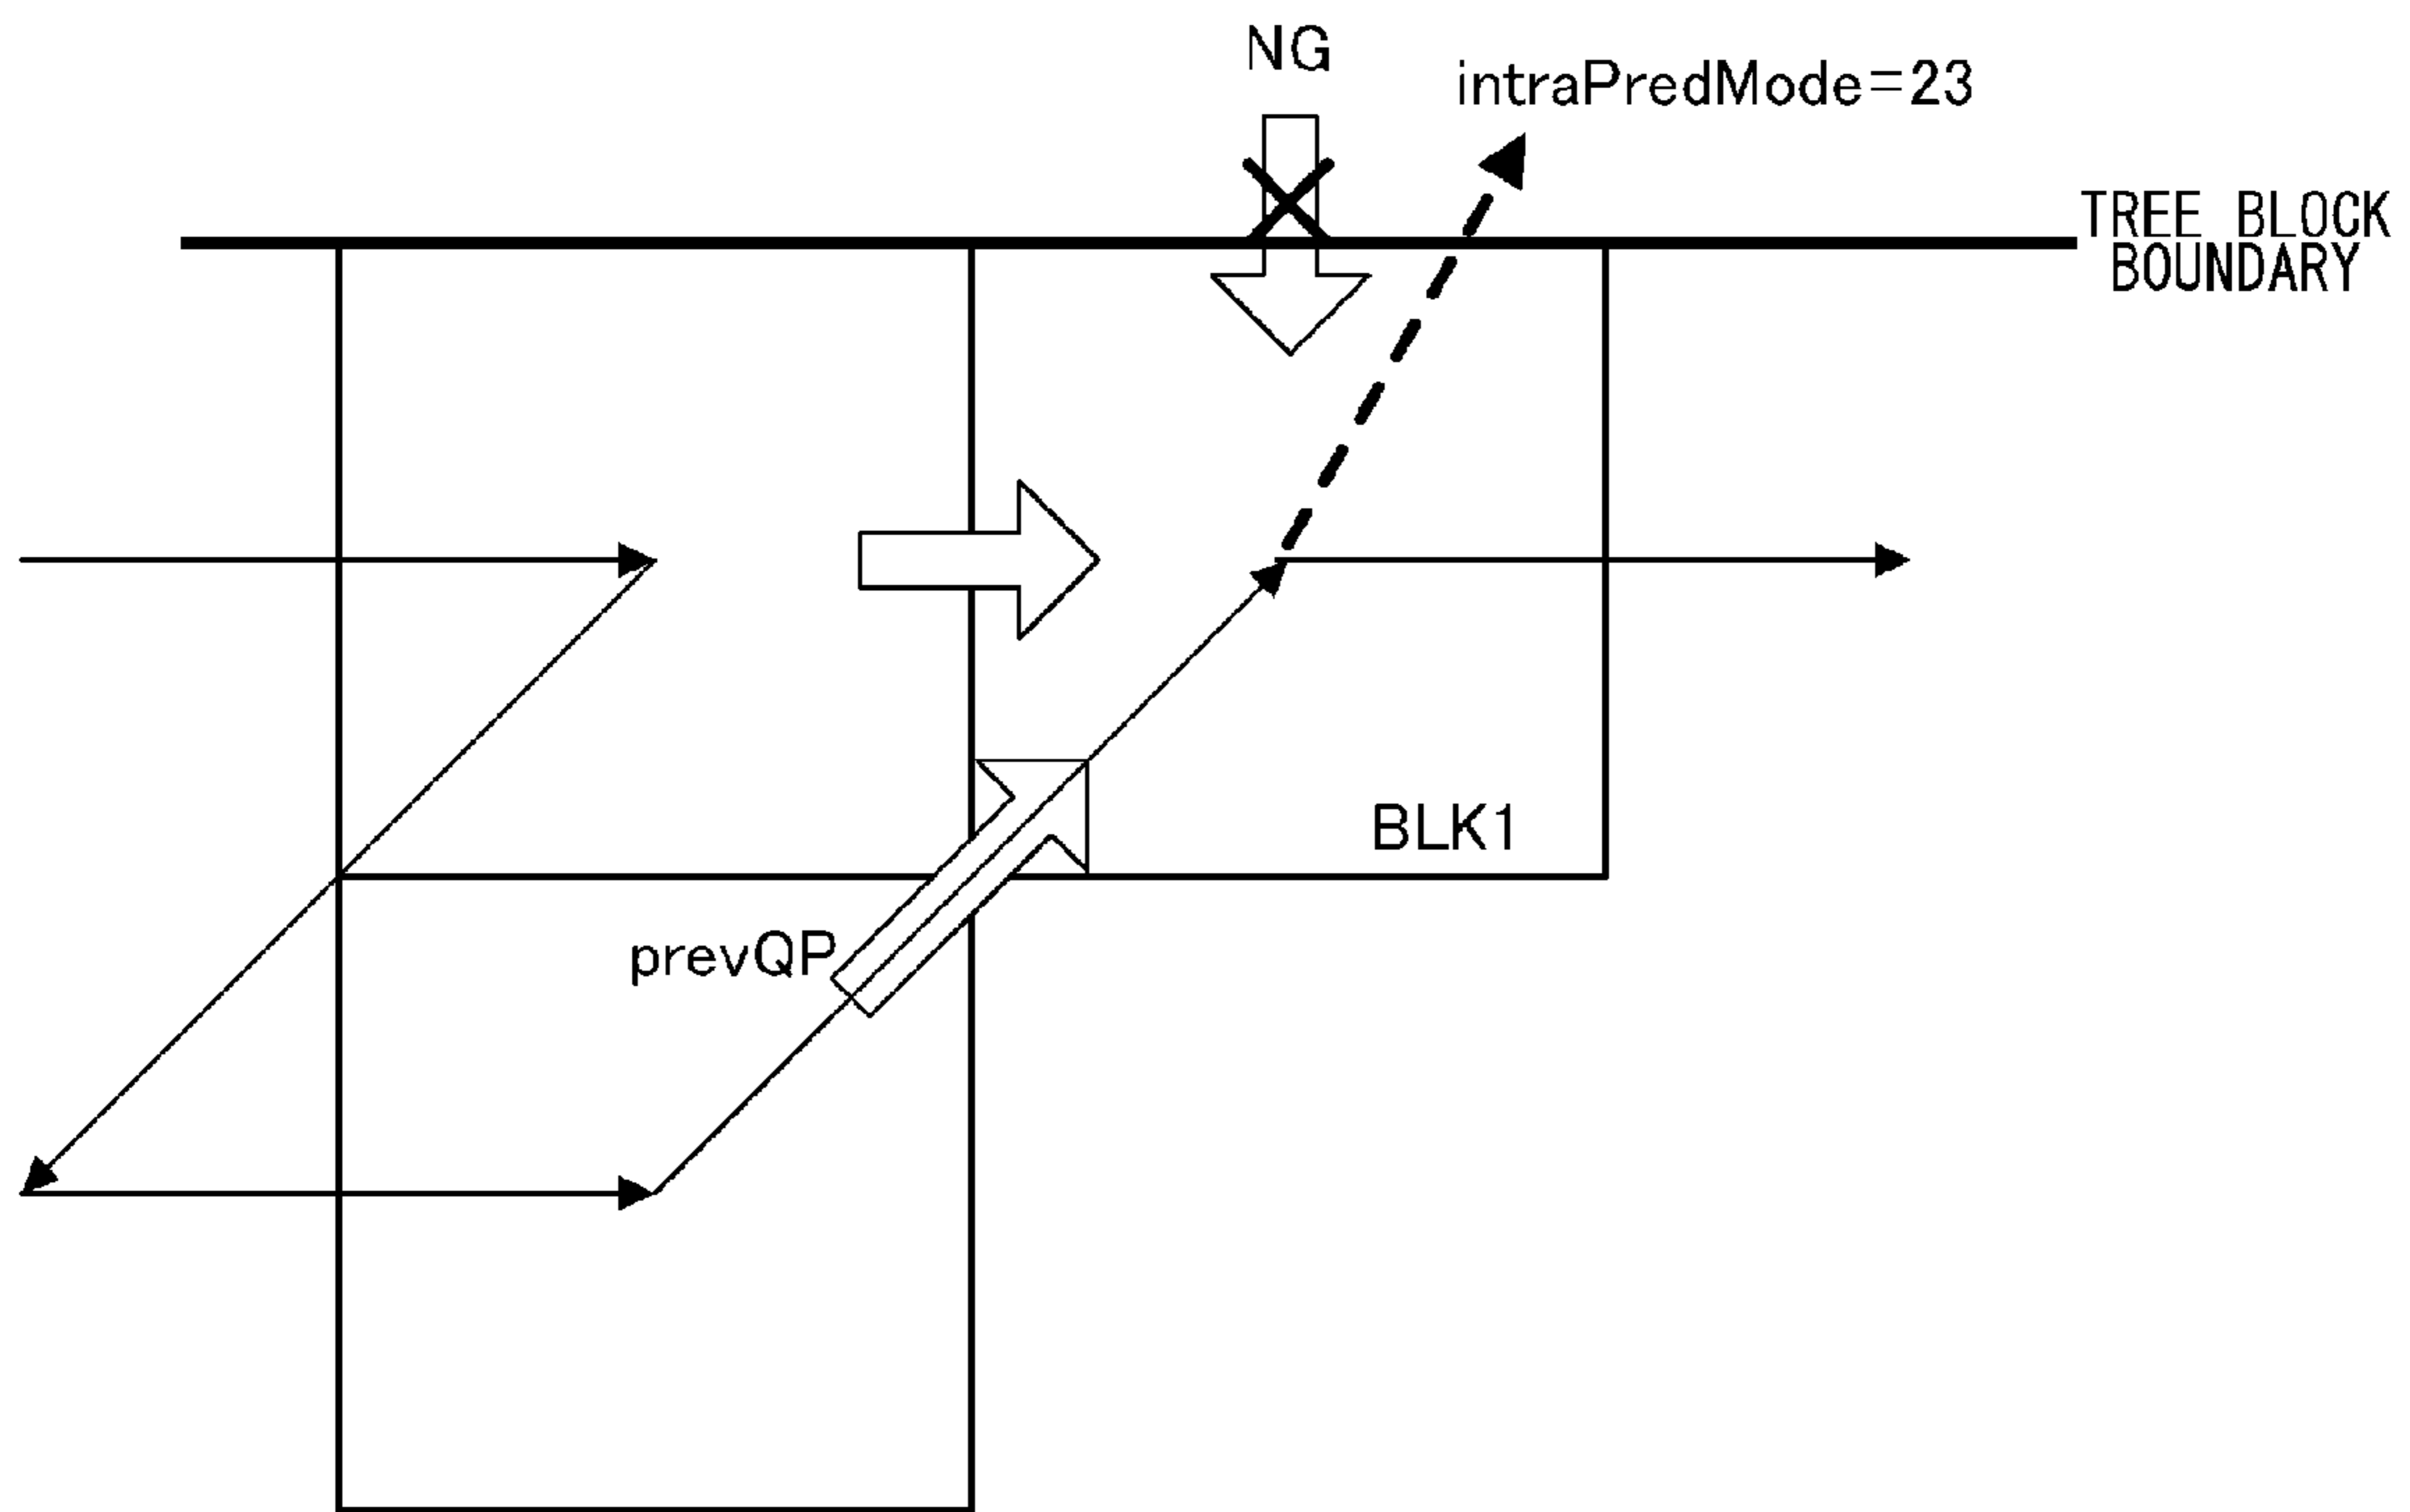 NG
intraPredMode=23
TREE BLOCK
BOUNDARY
BLK1
prevQP